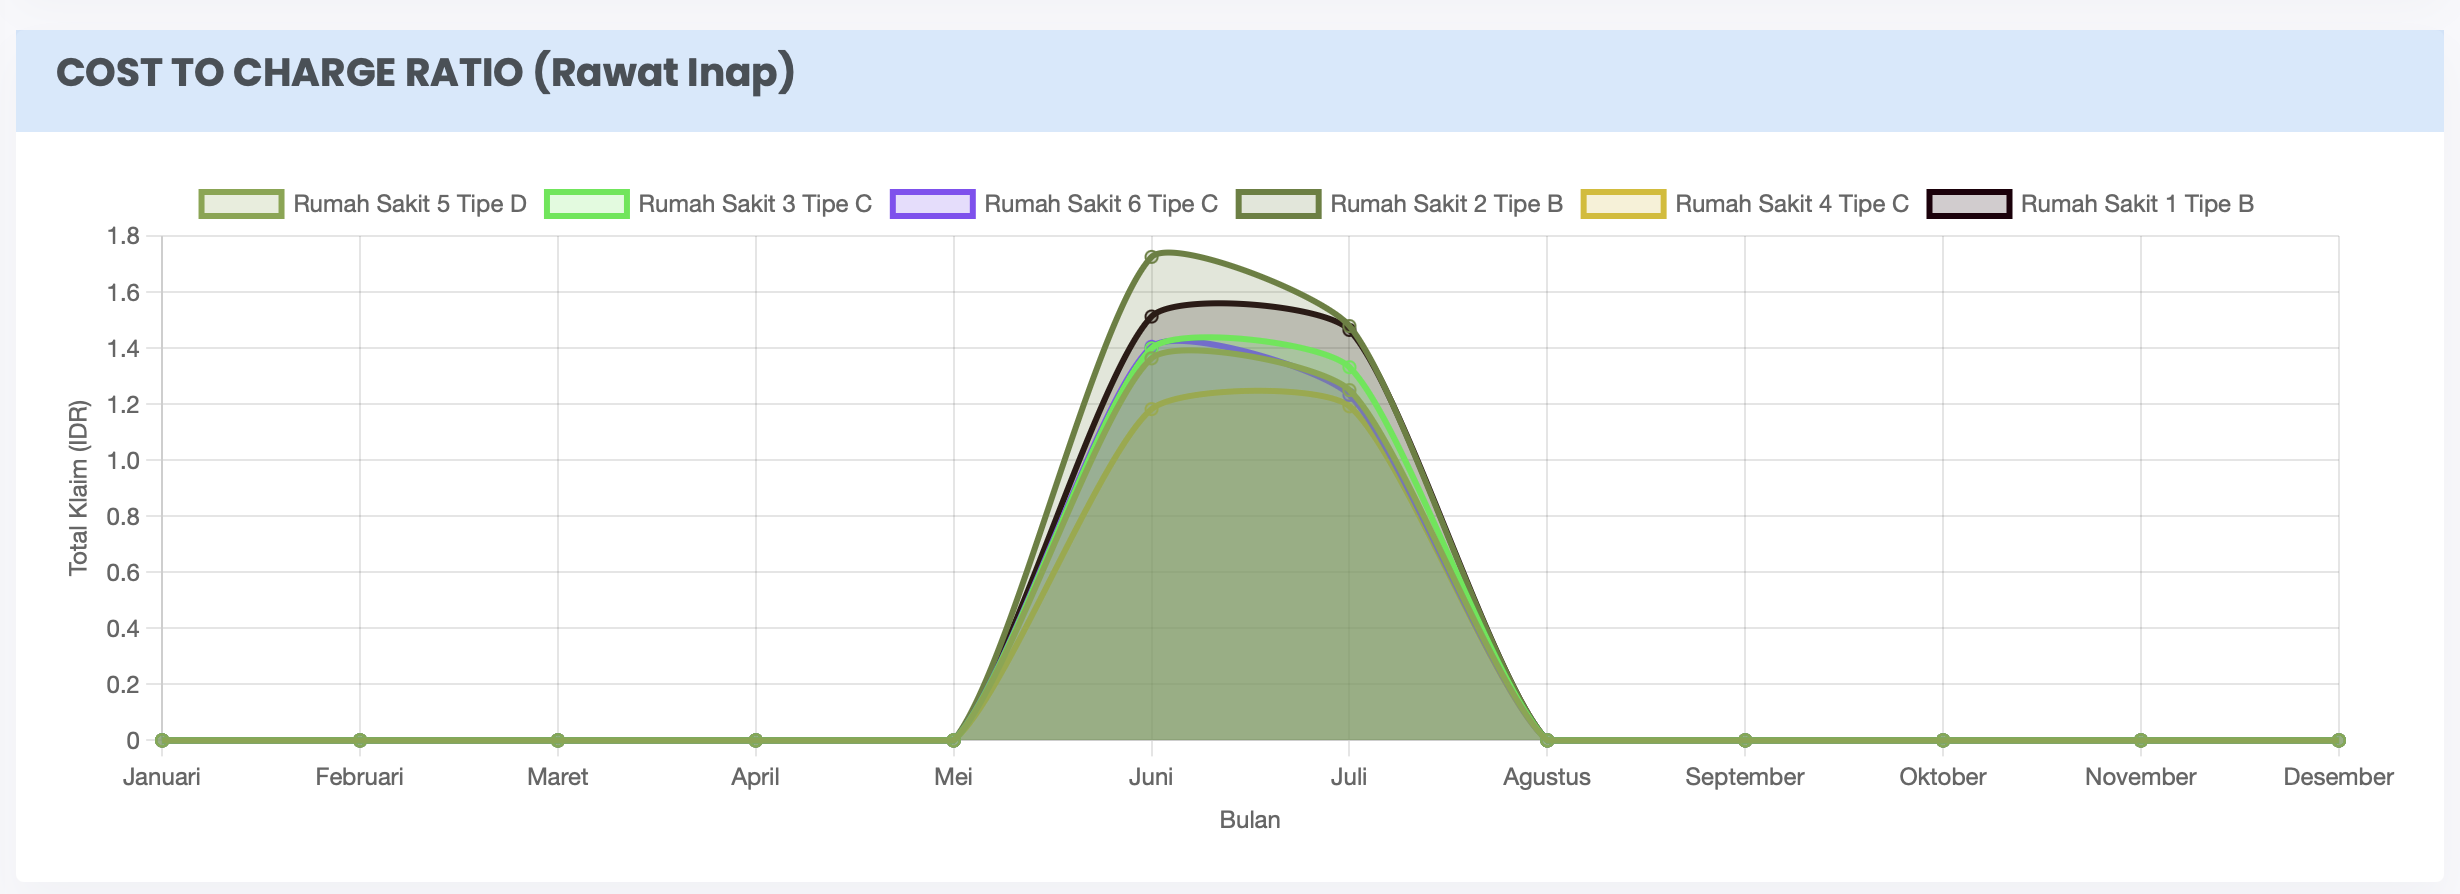 COST TO CHARGE RATIO (Rawat Inap)
Rumah Sakit 5 Tipe D Rumah Sakit 3 Tipe C Rumah Sakit 6 Tipe C Rumah Sakit 2 Tipe B Rumah Sakit 4 Tipe C Rumah Sakit 1 Tipe B
Total Klaim (IDR)
1.8
1.6
1.4
1.2
1.0
0.8
0.6
0.4
0.2
0
Januari Februari Maret April Mei Juni Juli Agustus September Oktober November Desember
Bulan